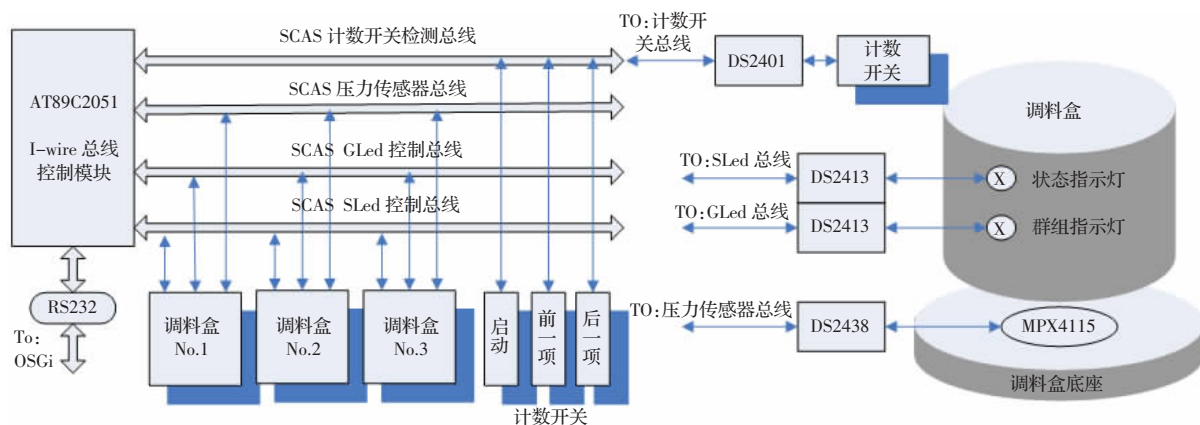 SCAS 计数开关检测总线
TO:计数开
关总线
DS2401
计数
开关
AT89C2051
I-wire 总线
控制模块
SCAS 压力传感器总线
SCAS GLed 控制总线
SCAS SLed 控制总线
调料盒
TO:SLed 总线
DS2413
X
状态指示灯
TO:GLed 总线
DS2413
X
群组指示灯
RS232
To:
OSGi
调料盒
No.1
调料盒
No.2
调料盒
No.3
启动
前一项
后一项
计数开关
TO:压力传感器总线
DS2438
MPX4115
调料盒底座